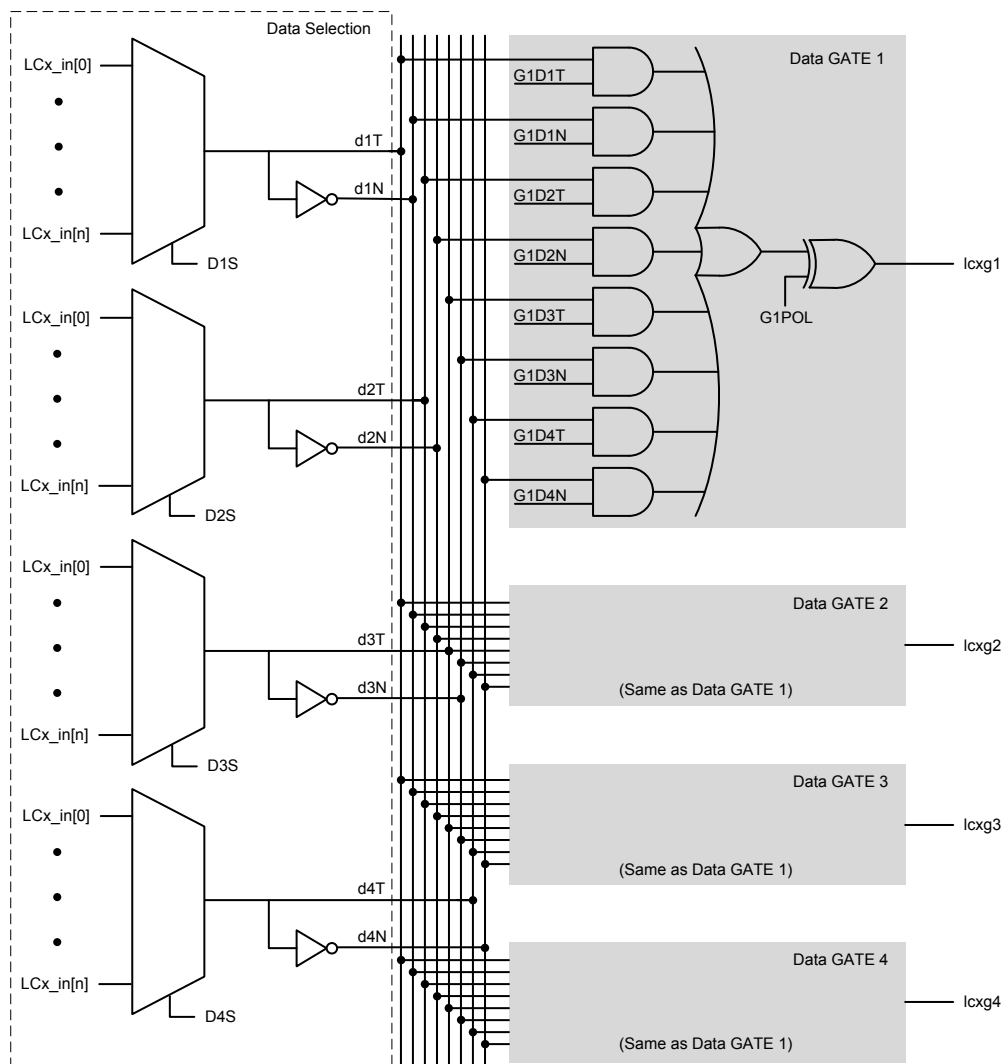 Data Selection
LCx_in[0]
LCx_in[n]
D1S
d1T
d1N
LCx_in[0]
LCx_in[n]
D2S
d2T
d2N
LCx_in[0]
LCx_in[n]
D3S
d3T
d3N
LCx_in[0]
LCx_in[n]
D4S
d4T
d4N
Data GATE 1
G1D1T
G1D1N
G1D2T
G1D2N
G1D3T
G1D3N
G1D4T
G1D4N
G1POL
lcxg1
Data GATE 2
(Same as Data GATE 1)
lcxg2
Data GATE 3
(Same as Data GATE 1)
lcxg3
Data GATE 4
(Same as Data GATE 1)
lcxg4